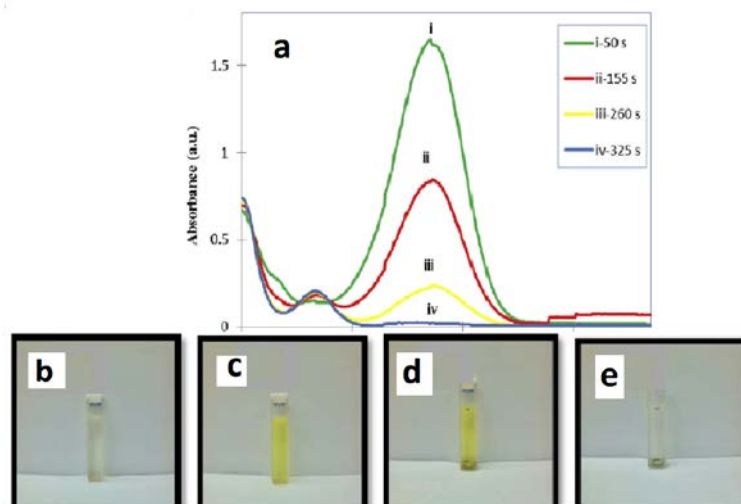 a
i
i-50 s
ii-155 s
iii-260 s
iv-325 s
ii
iii
iv
Absorbance (a.u.)
1.5
1
0.5
0
b
c
d
e